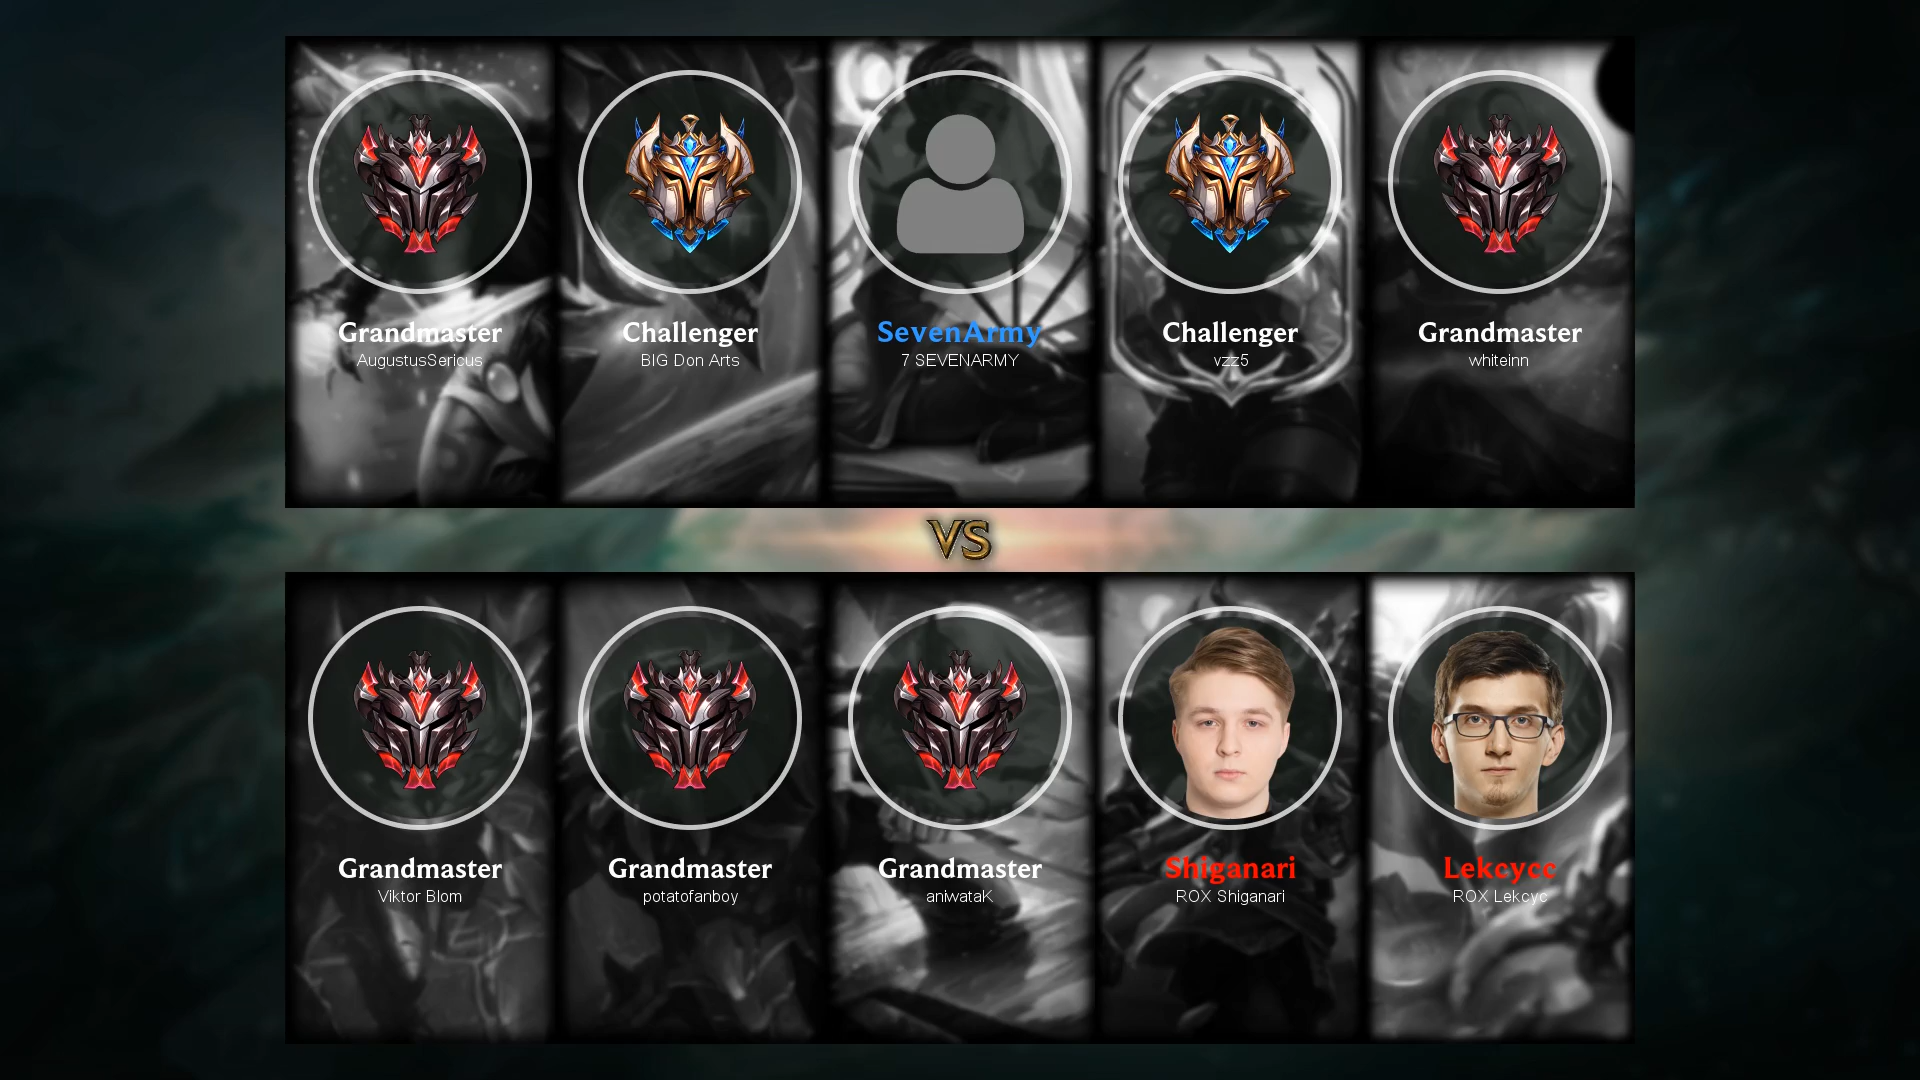 Grandmaster
AugustusSericus
Challenger
BIG Don Arts
SevenArmy
7 SEVENARMY
Challenger
vzz5
Grandmaster
whiteinn
VS
Grandmaster
Viktor Blom
Grandmaster
potatofanboy
Grandmaster
aniwataK
Shiganari
ROX Shiganari
Lekcycc
ROX Lekcyc